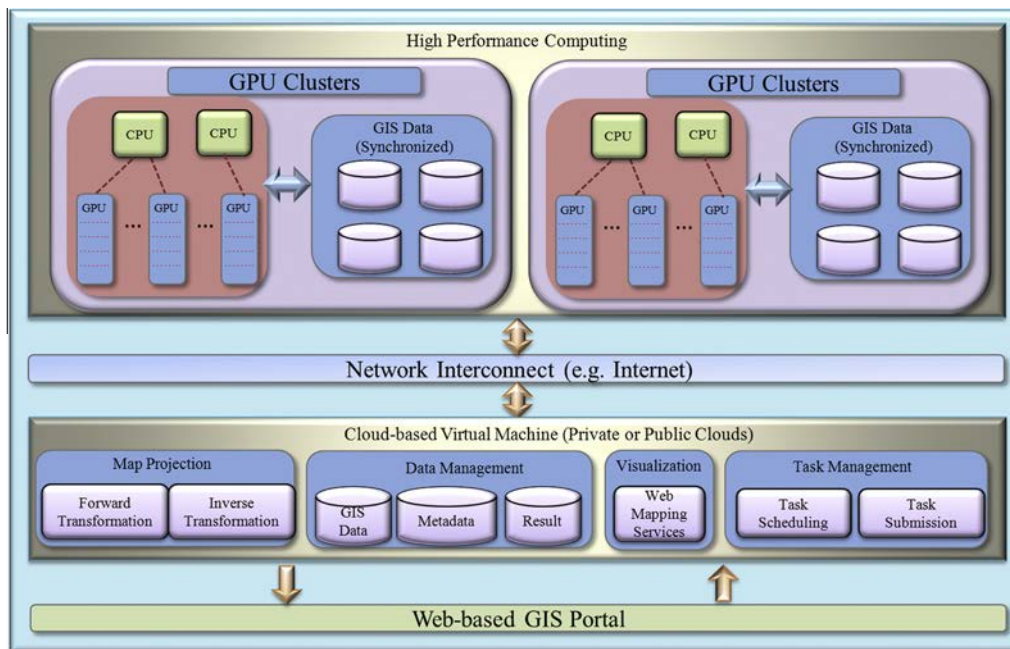 High Performance Computing
GPU Clusters
CPU
CPU
GIS Data
(Synchronized)
GPU
GPU
GPU
...
...
GPU Clusters
CPU
CPU
GIS Data
(Synchronized)
GPU
GPU
GPU
...
...
Network Interconnect (e.g. Internet)
Cloud-based Virtual Machine (Private or Public Clouds)
Map Projection
Forward
Transformation
Inverse
Transformation
Data Management
GIS
Data
Metadata
Result
Visualization
Web
Mapping
Services
Task Management
Task
Scheduling
Task
Submission
Web-based GIS Portal